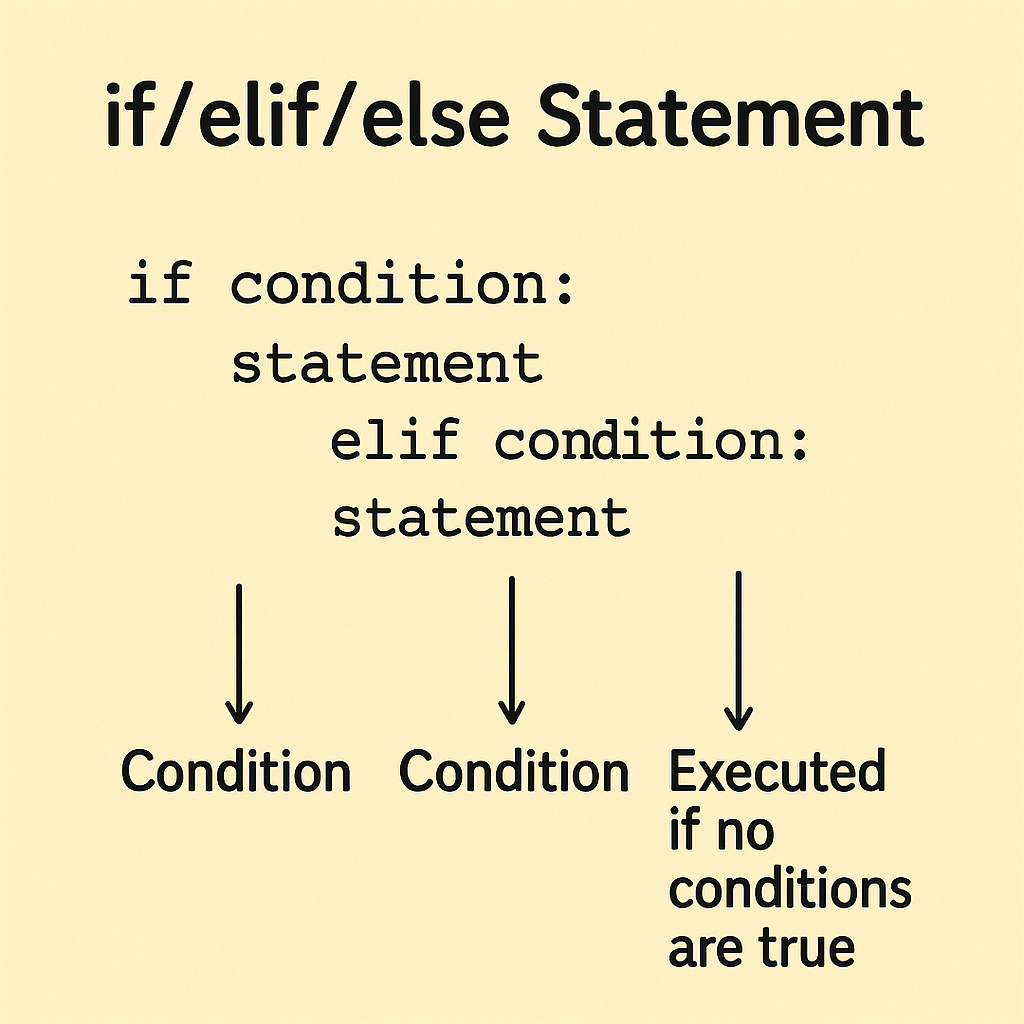 if/elif/else Statement
if condition:
statement
elif condition:
statement
Condition
Condition
Executed
if no
conditions
are true